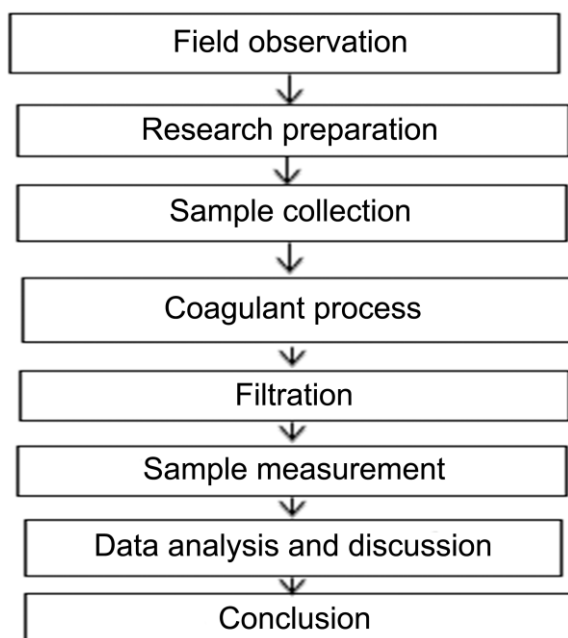 Field observation
Research preparation
Sample collection
Coagulant process
Filtration
Sample measurement
Data analysis and discussion
Conclusion